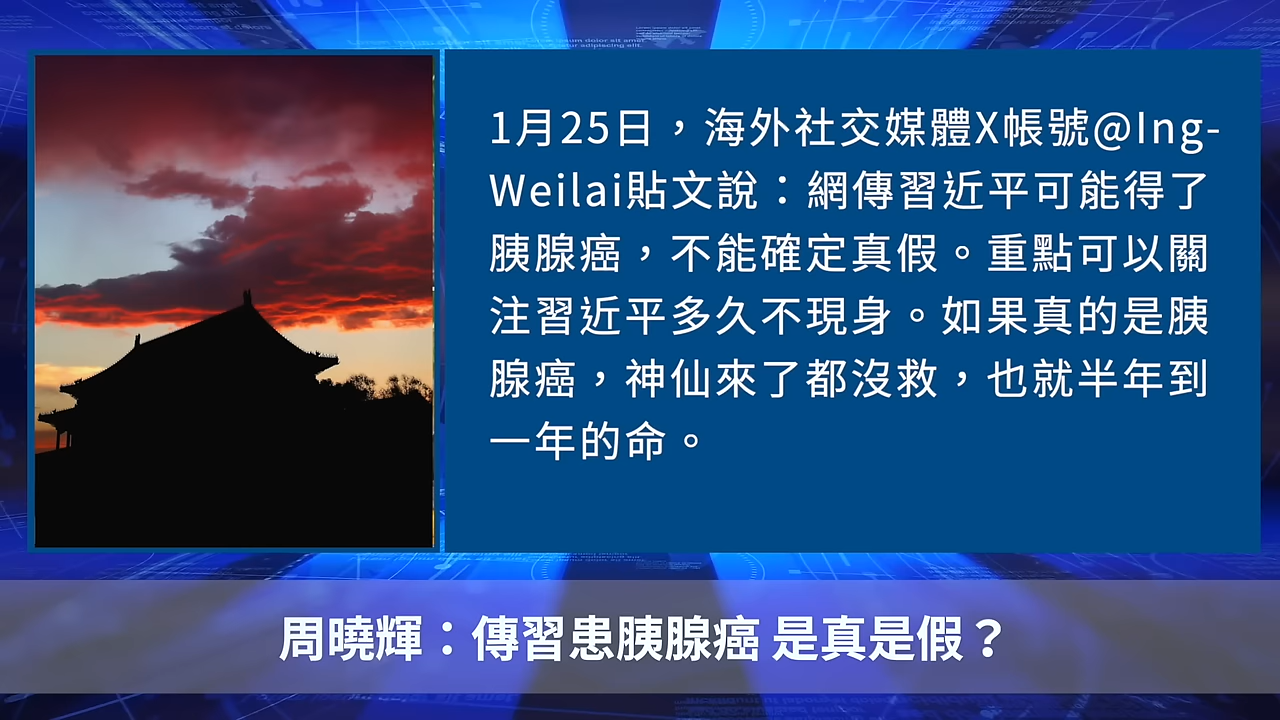 1月25日，海外社交媒體X帳號@Ing-
Weilai貼文說：網傳習近平可能得了
胰腺癌，不能確定真假。重點可以關
注習近平多久不現身。如果真的是胰
腺癌，神仙來了都沒救，也就半年到
一年的命。
周曉輝：傳習患胰腺癌 是真是假？